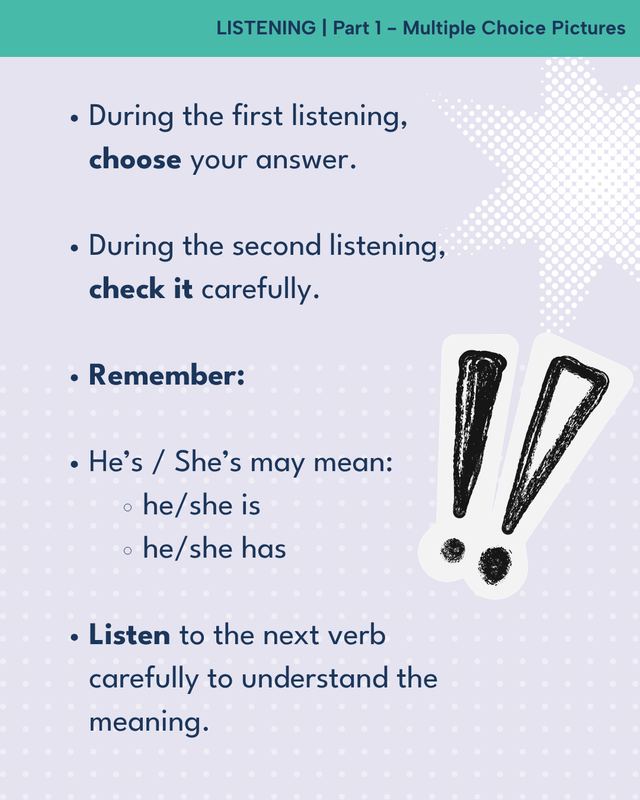 LISTENING | Part 1 – Multiple Choice Pictures
• During the first listening,
choose your answer.
• During the second listening,
check it carefully.
• Remember:
• He’s / She’s may mean:
◦ he/she is
◦ he/she has
• Listen to the next verb
carefully to understand the
meaning.